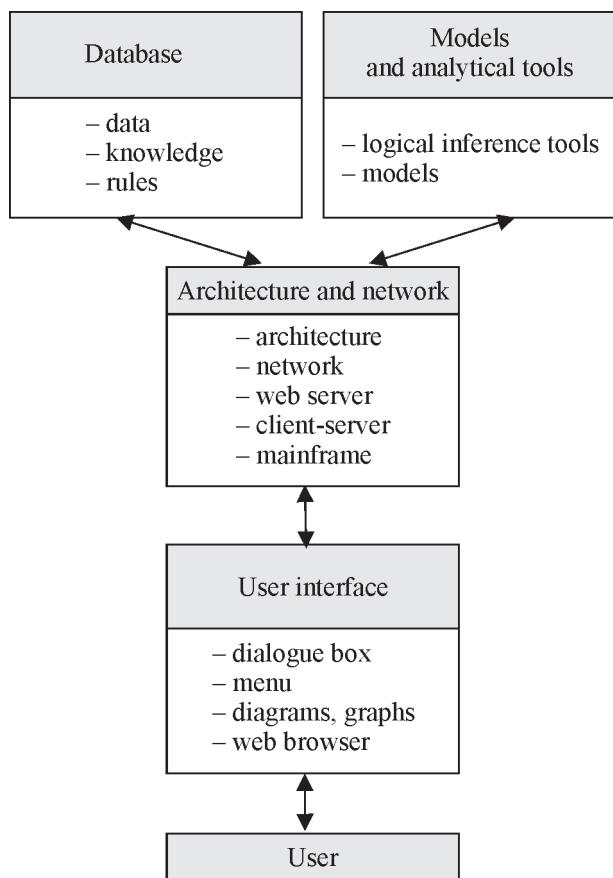 Database
– data
– knowledge
– rules
Models
and analytical tools
– logical inference tools
– models
Architecture and network
– architecture
– network
– web server
– client-server
– mainframe
User interface
– dialogue box
– menu
– diagrams, graphs
– web browser
User